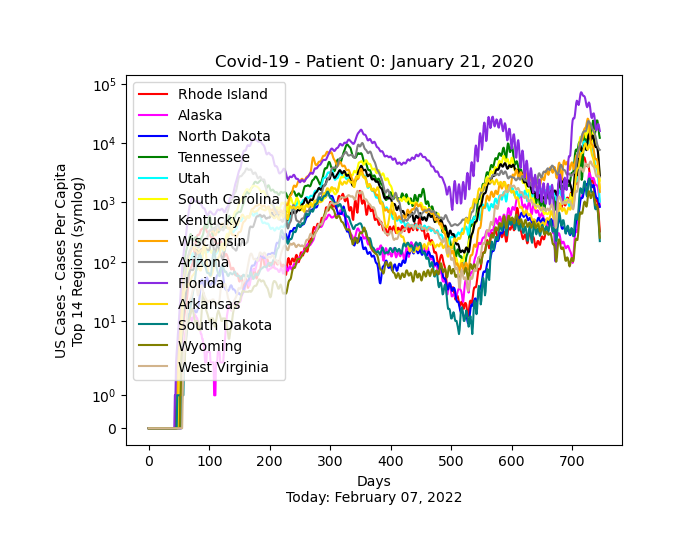 Covid-19 - Patient 0: January 21, 2020
US Cases - Cases Per Capita
Top 14 Regions (symlog)
10^5
10^4
10^3
10^2
10^1
10^0
0
Rhode Island
Alaska
North Dakota
Tennessee
Utah
South Carolina
Kentucky
Wisconsin
Arizona
Florida
Arkansas
South Dakota
Wyoming
West Virginia
0 100 200 300 400 500 600 700
Days
Today: February 07, 2022